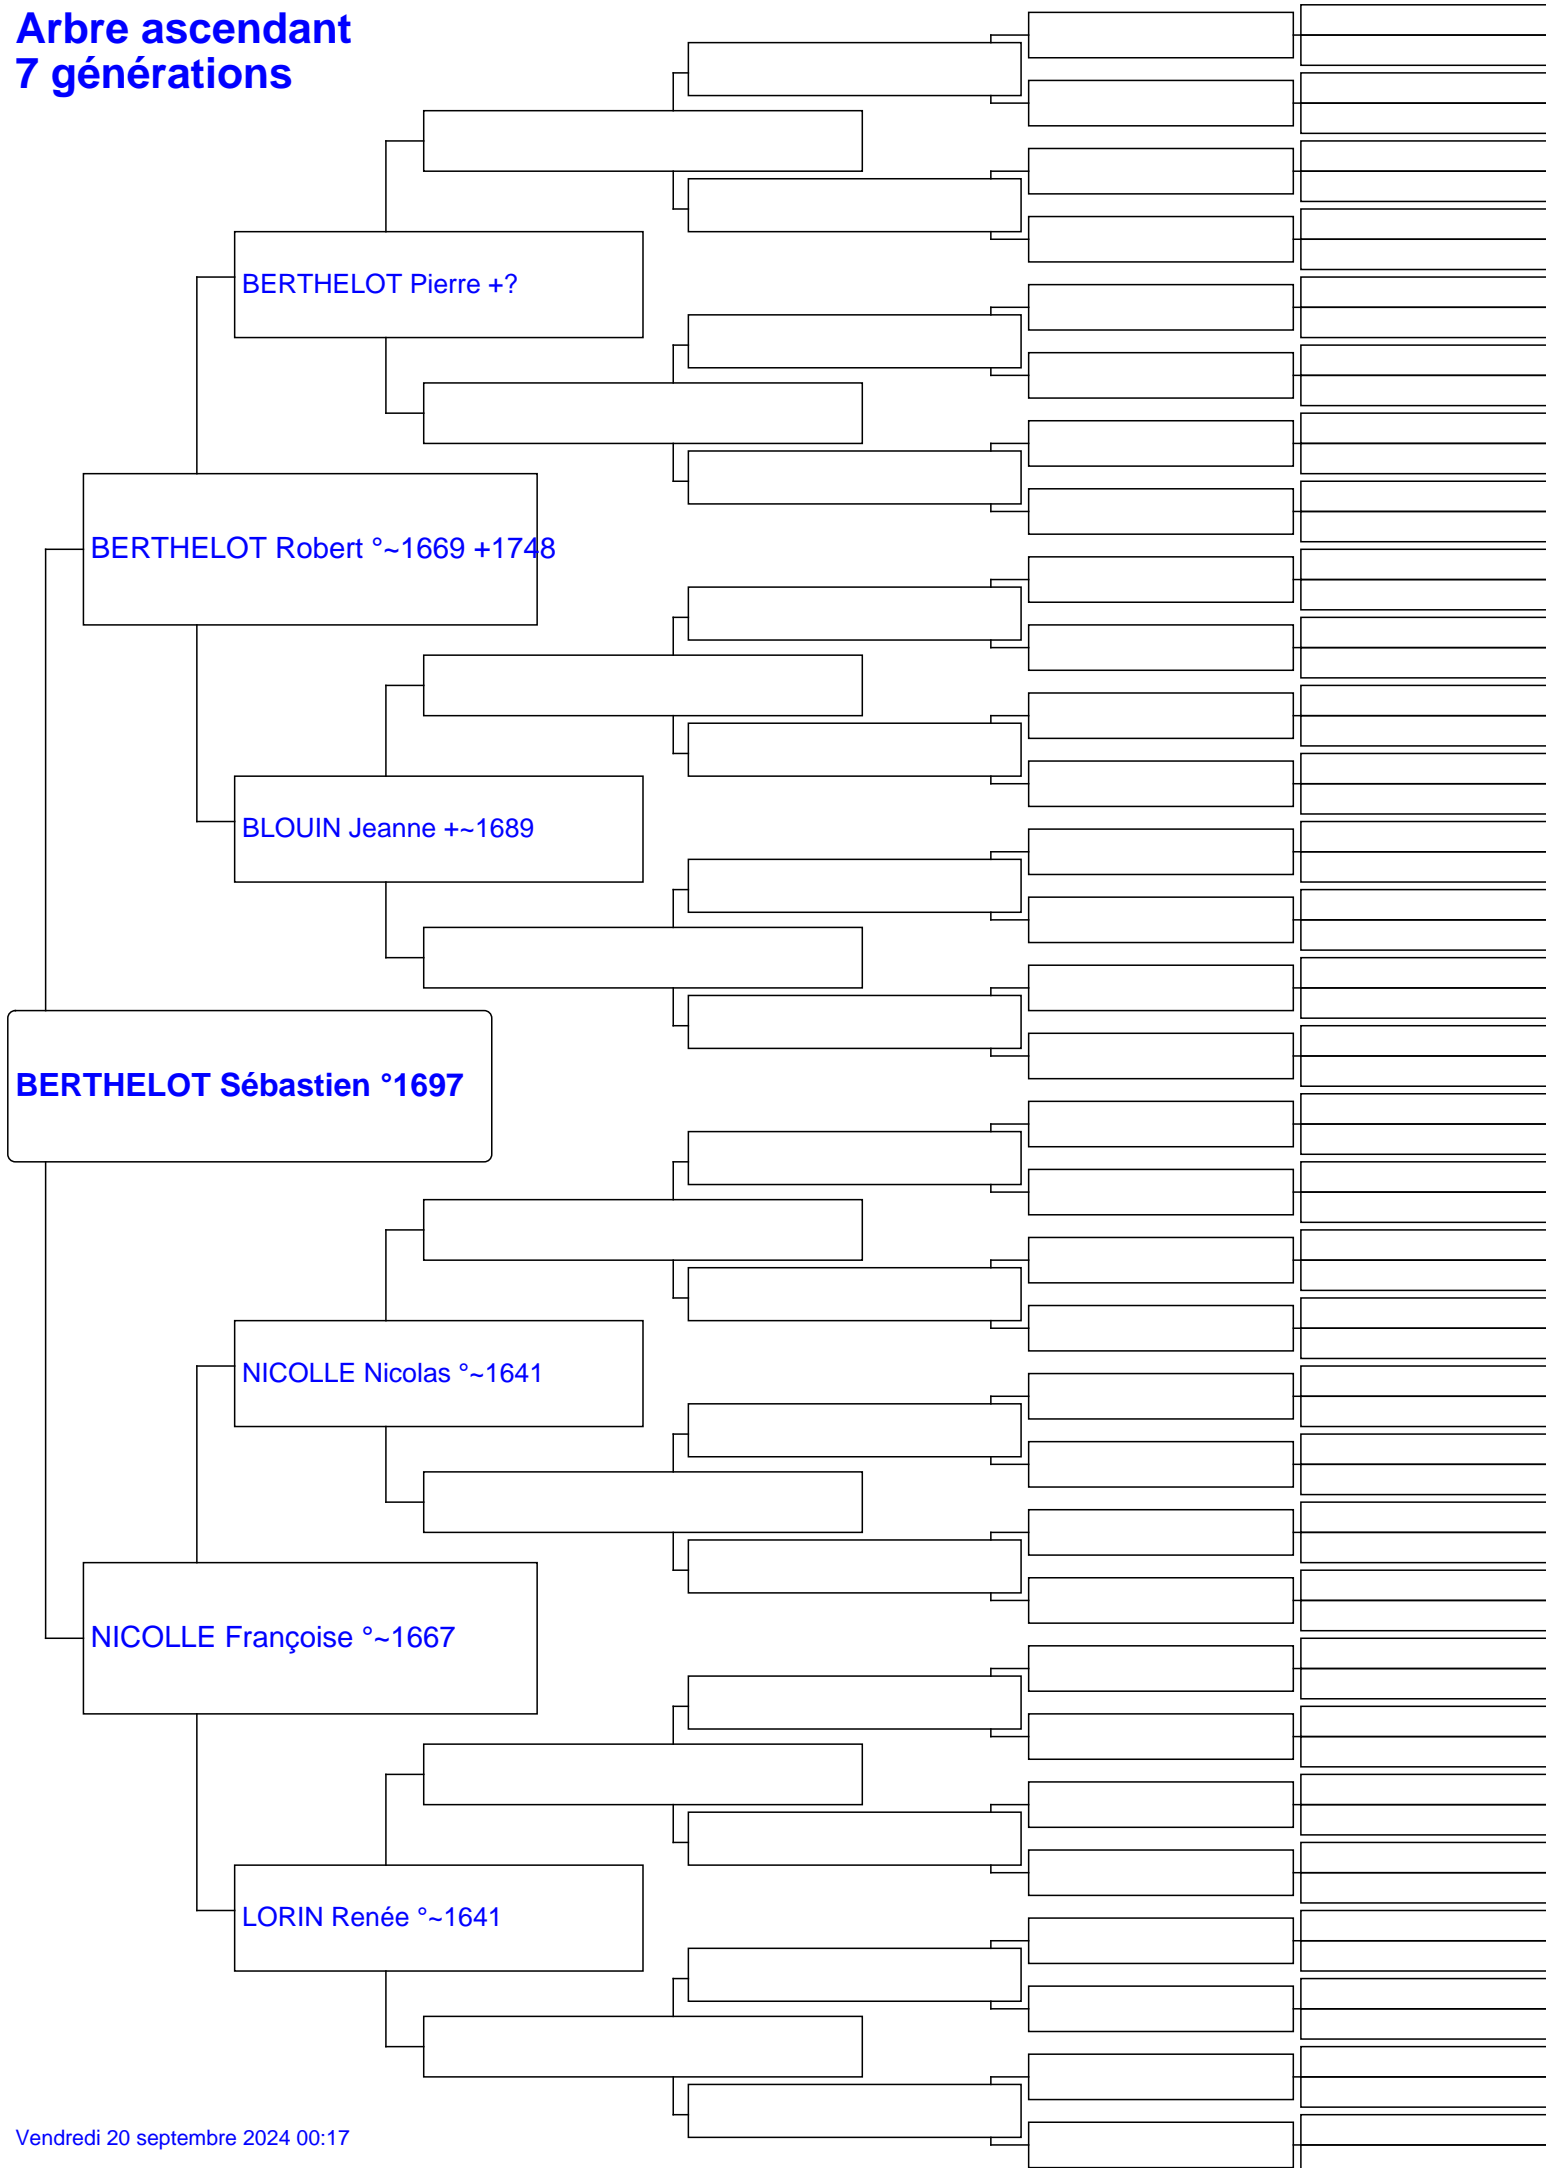 Arbre ascendant
7 générations
BERTHELOT Pierre +?
BERTHELOT Robert °~1669 +1748
BLOUIN Jeanne +~1689
BERTHELOT Sébastien °1697
NICOLLE Nicolas °~1641
NICOLLE Françoise °~1667
LORIN Renée °~1641
Vendredi 20 septembre 2024 00:17